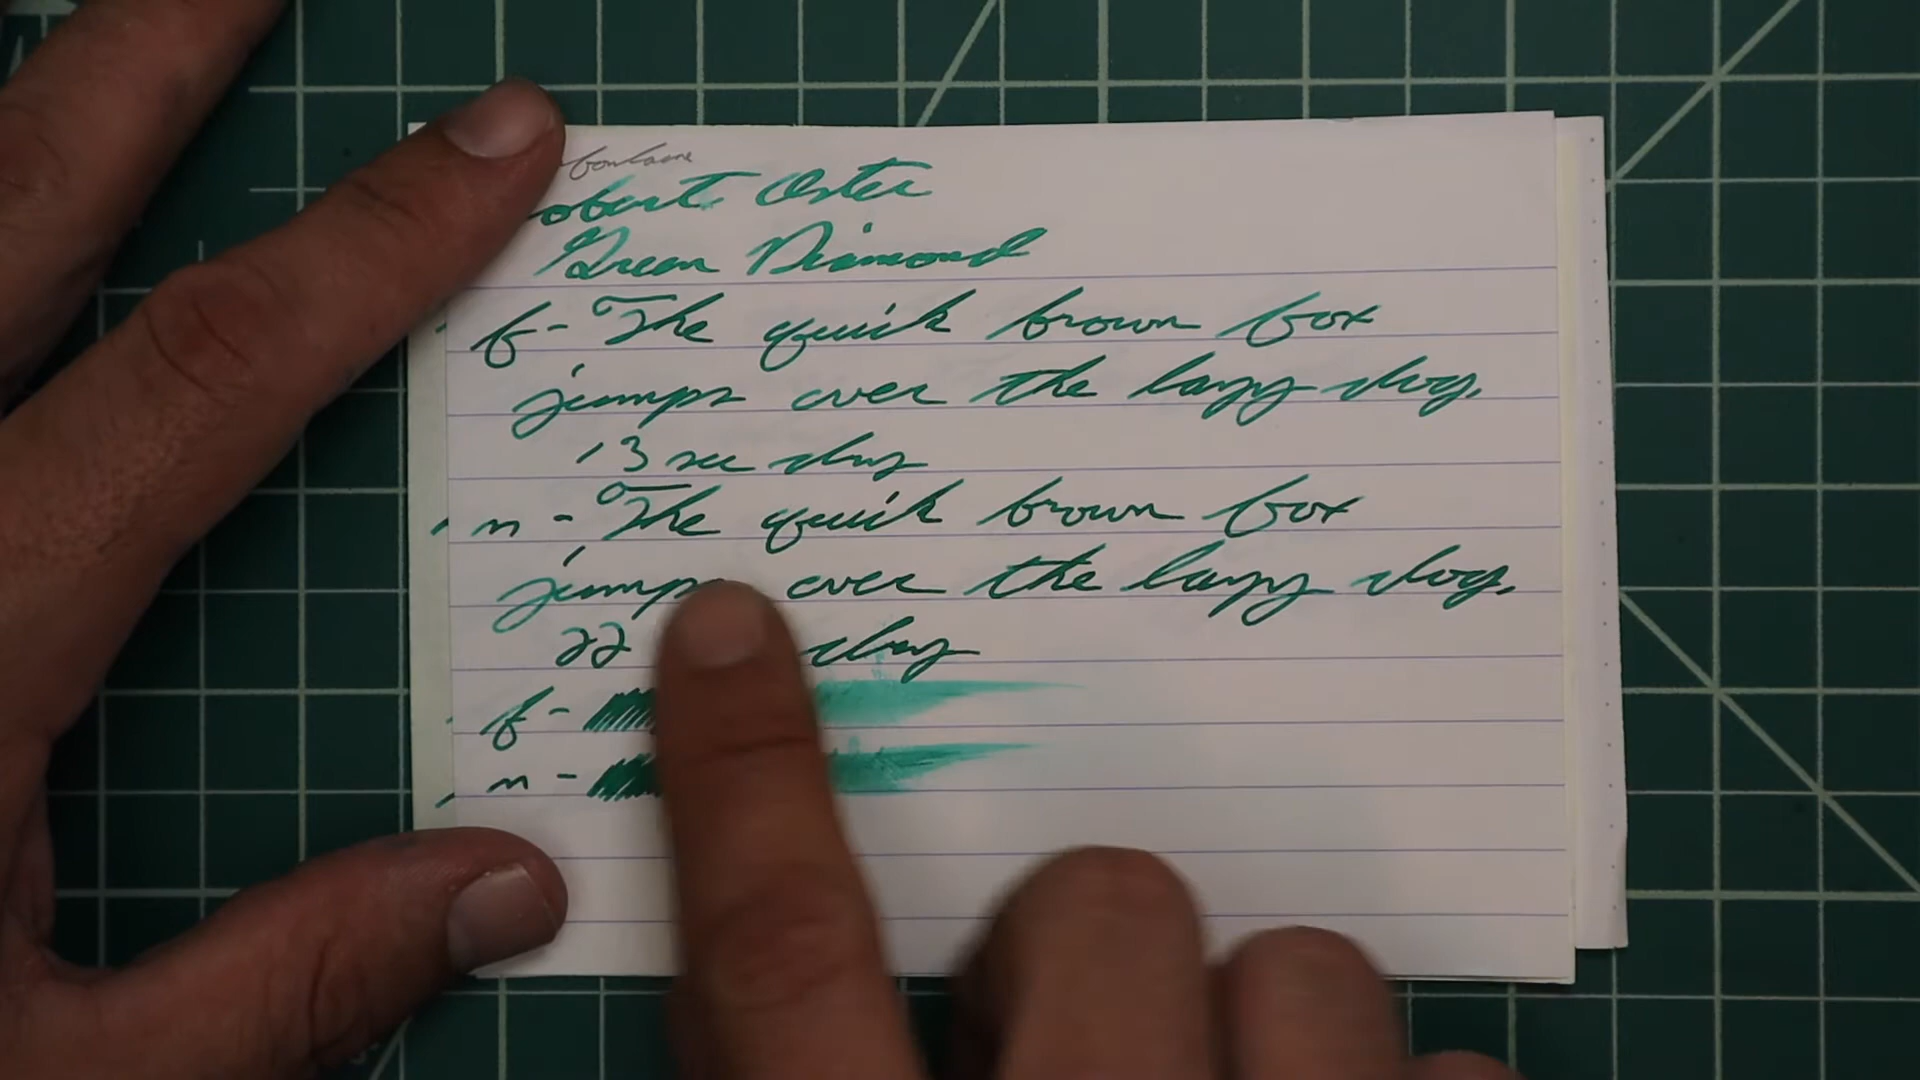 obert Oster
Green Diamond
f - The quick brown fox
jumps over the lazy dog.
13 sec dry
m - The quick brown fox
jumps over the lazy dog.
22 dry
f -
m -